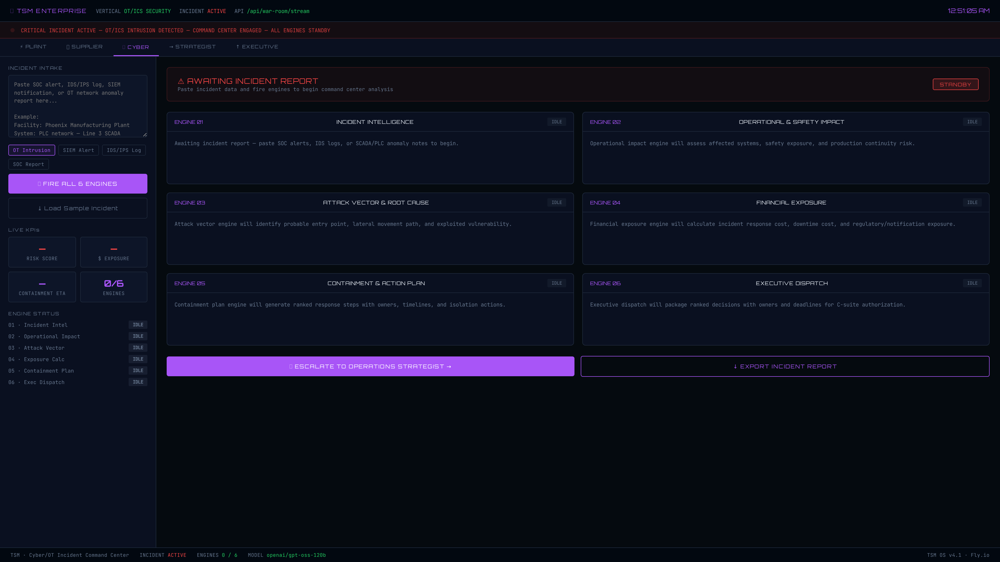 TSM ENTERPRISE VERTICAL OT/ICS SECURITY INCIDENT ACTIVE API /api/war-room/stream 12:51:05 AM
CRITICAL INCIDENT ACTIVE — OT/ICS INTRUSION DETECTED — COMMAND CENTER ENGAGED — ALL ENGINES STANDBY
⚡ PLANT SUPPLIER CYBER → STRATEGIST ↑ EXECUTIVE
INCIDENT INTAKE
Paste SOC alert, IDS/IPS log, SIEM
notification, or OT network anomaly
report here...
Example:
Facility: Phoenix Manufacturing Plant
System: PLC network — Line 3 SCADA
OT Intrusion SIEM Alert IDS/IPS Log
SOC Report
FIRE ALL 6 ENGINES
⤓ Load Sample Incident
LIVE KPIs
—
RISK SCORE
—
$ EXPOSURE
—
CONTAINMENT ETA
0/6
ENGINES
ENGINE STATUS
01 · Incident Intel IDLE
02 · Operational Impact IDLE
03 · Attack Vector IDLE
04 · Exposure Calc IDLE
05 · Containment Plan IDLE
06 · Exec Dispatch IDLE
⚠ AWAITING INCIDENT REPORT
Paste incident data and fire engines to begin command center analysis
STANDBY
ENGINE 01 INCIDENT INTELLIGENCE IDLE
Awaiting incident report — paste SOC alerts, IDS logs, or SCADA/PLC anomaly notes to begin.
ENGINE 02 OPERATIONAL & SAFETY IMPACT IDLE
Operational impact engine will assess affected systems, safety exposure, and production continuity risk.
ENGINE 03 ATTACK VECTOR & ROOT CAUSE IDLE
Attack vector engine will identify probable entry point, lateral movement path, and exploited vulnerability.
ENGINE 04 FINANCIAL EXPOSURE IDLE
Financial exposure engine will calculate incident response cost, downtime cost, and regulatory/notification exposure.
ENGINE 05 CONTAINMENT & ACTION PLAN IDLE
Containment plan engine will generate ranked response steps with owners, timelines, and isolation actions.
ENGINE 06 EXECUTIVE DISPATCH IDLE
Executive dispatch will package ranked decisions with owners and deadlines for C-suite authorization.
ESCALATE TO OPERATIONS STRATEGIST →
↓ EXPORT INCIDENT REPORT
TSM · Cyber/OT Incident Command Center INCIDENT ACTIVE ENGINES 0 / 6 MODEL openai/gpt-oss-120b TSM OS v4.1 · Fly.io